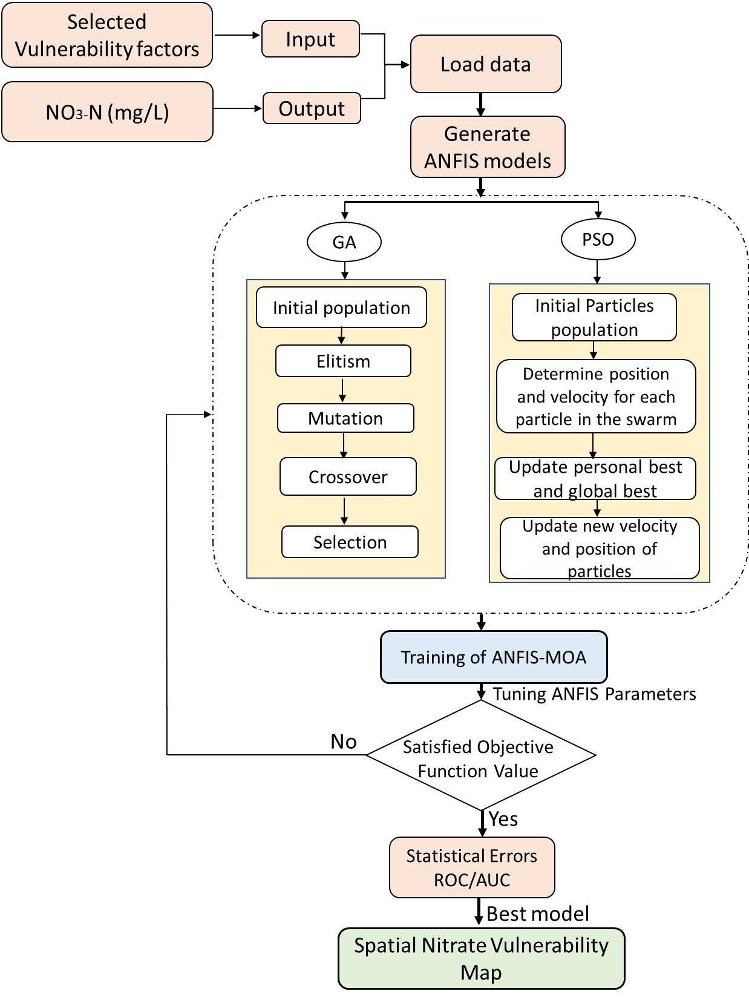 Selected
Vulnerability factors
Input
Load data
NO3-N (mg/L)
Output
Generate
ANFIS models
GA
PSO
Initial population
Elitism
Mutation
Crossover
Selection
Initial Particles
population
Determine position
and velocity for each
particle in the swarm
Update personal best
and global best
Update new velocity
and position of
particles
Training of ANFIS-MOA
Tuning ANFIS Parameters
No
Satisfied Objective
Function Value
Yes
Statistical Errors
ROC/AUC
Best model
Spatial Nitrate Vulnerability
Map